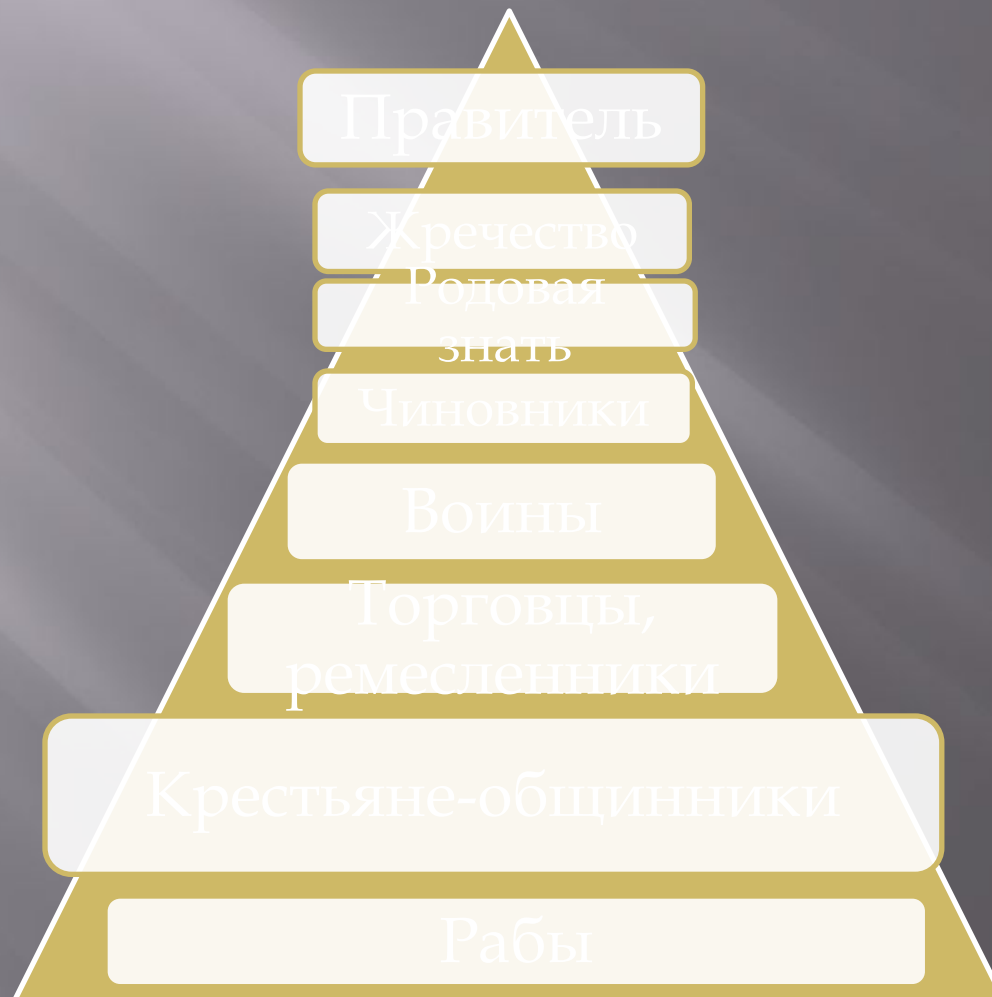 Правитель
Жречество
Родовая
знать
Чиновники
Воины
Торговцы,
ремесленники
Крестьяне-общинники
Рабы